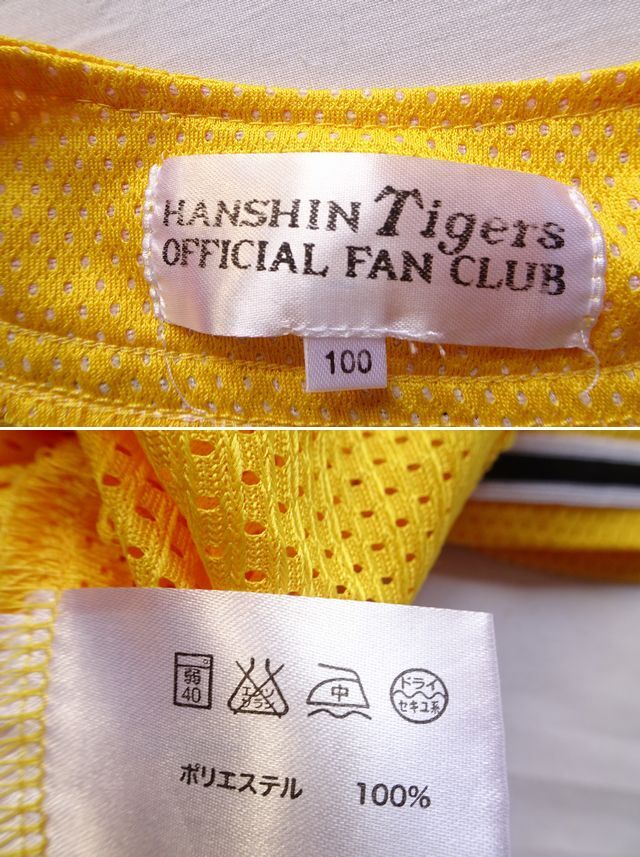 HANSHIN Tigers
OFFICIAL FAN CLUB
100
弱
40
エンソ
サラシ
中
ドライ
セキユ系
ポリエステル 100%